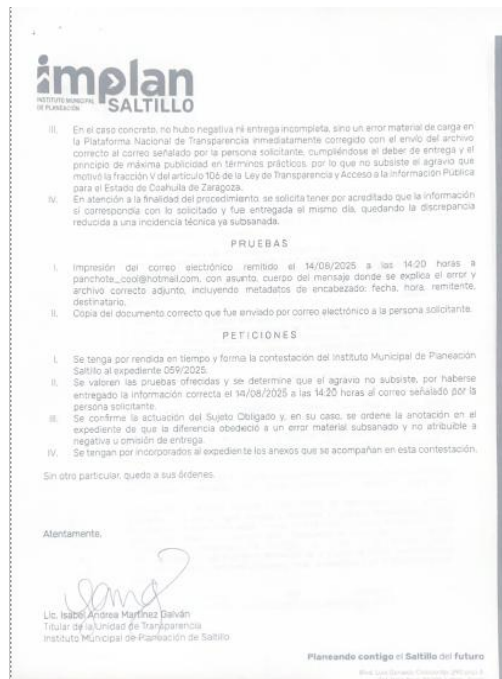 implan
INSTITUTO MUNICIPAL
DE PLANEACIÓN SALTILLO
III. En el caso concreto, no hubo negativa ni entrega incompleta, sino un error material de carga en
la Plataforma Nacional de Transparencia inmediatamente corregido con el envío del archivo
correcto al correo señalado por la persona solicitante, cumpliéndose el deber de entrega y el
principio de máxima publicidad en términos prácticos, por lo que no subsiste el agravio que
motivó la fracción V del artículo 106 de la Ley de Transparencia y Acceso a la Información Pública
para el Estado de Coahuila de Zaragoza.
IV. En atención a la finalidad del procedimiento, se solicita tener por acreditado que la información
sí correspondía con lo solicitado y fue entregada el mismo día, quedando la discrepancia
reducida a una incidencia técnica ya subsanada.
PRUEBAS
I. Impresión del correo electrónico remitido el 14/08/2025 a las 14:20 horas a
panchote_cool@hotmail.com, con asunto, cuerpo del mensaje donde se explica el error y
archivo correcto adjunto, incluyendo metadatos de encabezado: fecha, hora, remitente,
destinatario.
II. Copia del documento correcto que fue enviado por correo electrónico a la persona solicitante.
PETICIONES
I. Se tenga por rendida en tiempo y forma la contestación del Instituto Municipal de Planeación
Saltillo al expediente 059/2025.
II. Se valoren las pruebas ofrecidas y se determine que el agravio no subsiste, por haberse
entregado la información correcta el 14/08/2025 a las 14:20 horas al correo señalado por la
persona solicitante.
III. Se confirme la actuación del Sujeto Obligado y, en su caso, se ordene la anotación en el
expediente de que la diferencia obedeció a un error material subsanado y no atribuible a
negativa u omisión de entrega.
IV. Se tengan por incorporados al expediente los anexos que se acompañan en esta contestación.
Sin otro particular, quedo a sus órdenes.
Atentamente,
Lic. Isabel Andrea Martínez Galván
Titular de la Unidad de Transparencia
Instituto Municipal de Planeación de Saltillo
Planeando contigo el Saltillo del futuro